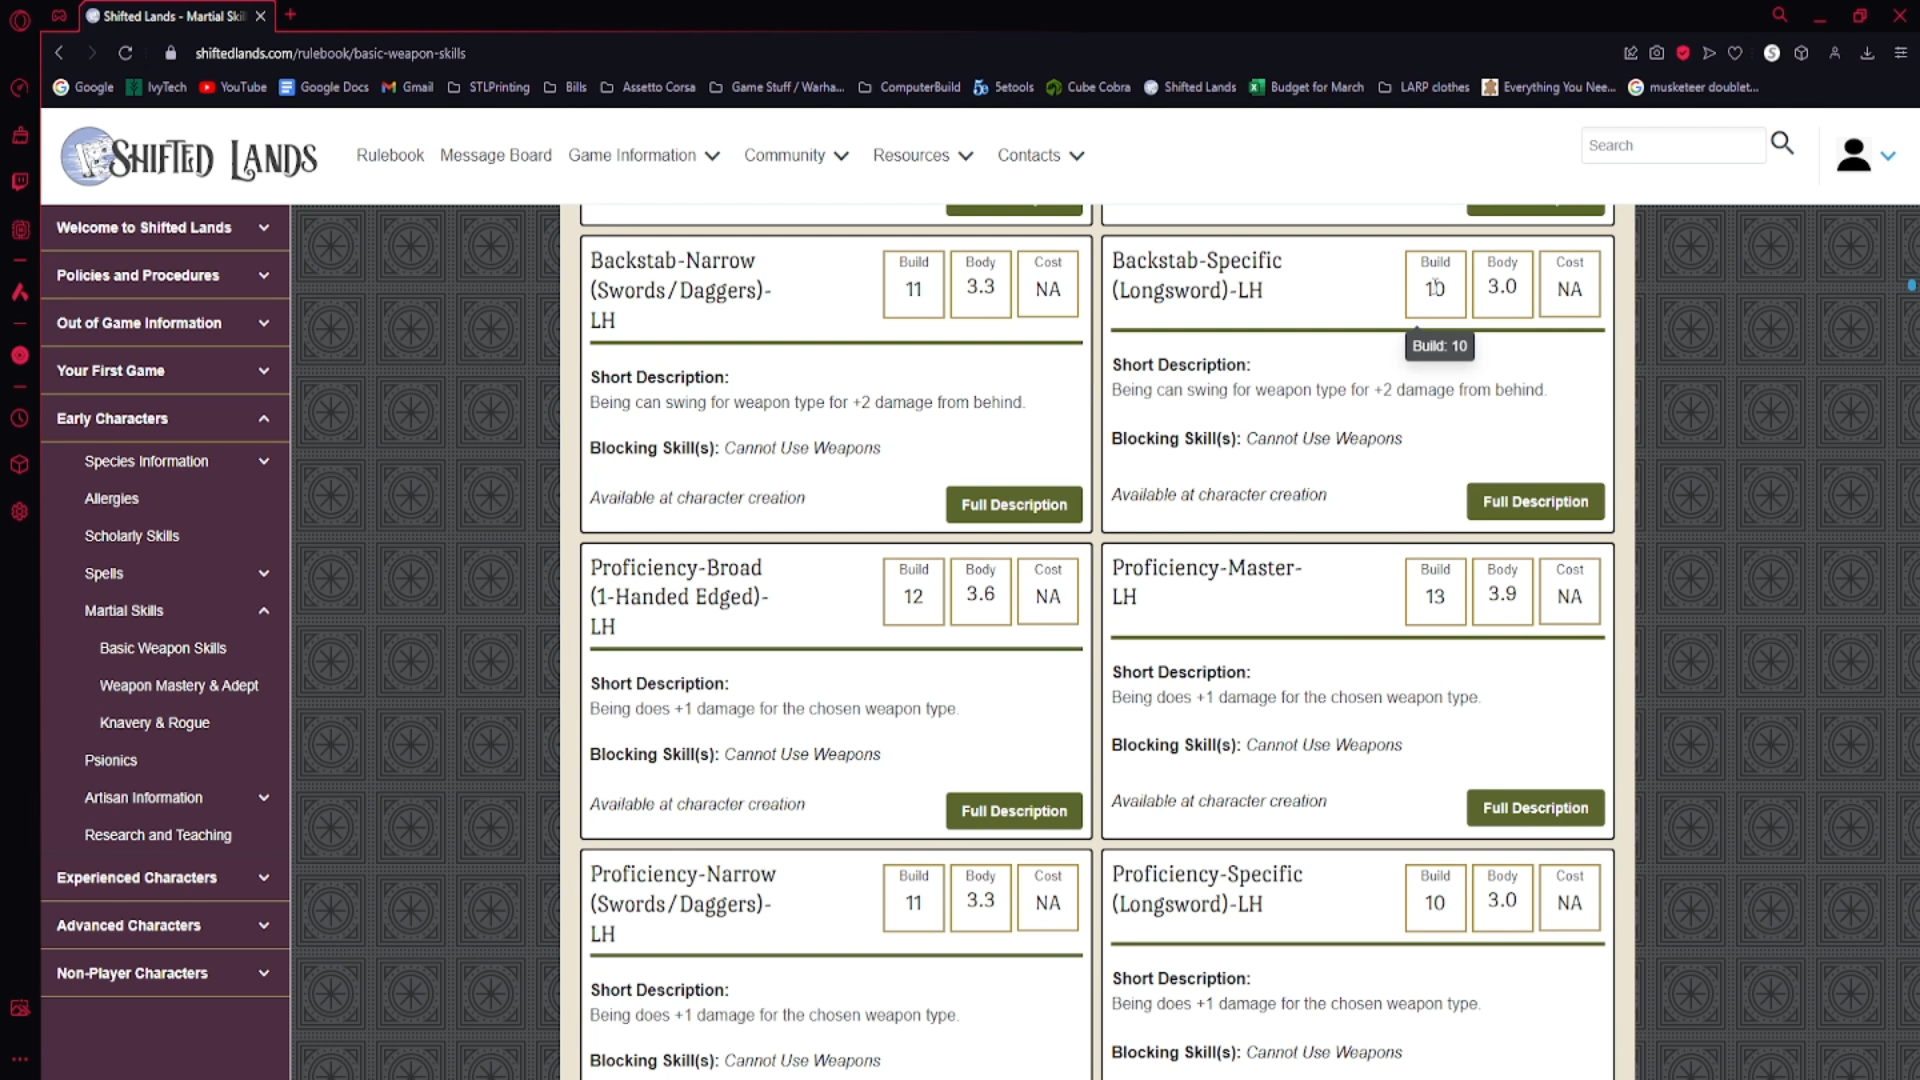 Shifted Lands - Martial Skil
shiftedlands.com/rulebook/basic-weapon-skills
Google
IvyTech
YouTube
Google Docs
Gmail
STLPrinting
Bills
Assetto Corsa
Game Stuff / Warha...
ComputerBuild
5etools
Cube Cobra
Shifted Lands
Budget for March
LARP clothes
Everything You Nee...
musketeer doublet...
SHIFTED LANDS
Rulebook
Message Board
Game Information
Community
Resources
Contacts
Search
Welcome to Shifted Lands
Policies and Procedures
Out of Game Information
Your First Game
Early Characters
Species Information
Allergies
Scholarly Skills
Spells
Martial Skills
Basic Weapon Skills
Weapon Mastery & Adept
Knavery & Rogue
Psionics
Artisan Information
Research and Teaching
Experienced Characters
Advanced Characters
Non-Player Characters
Backstab-Narrow
(Swords/Daggers)-
LH
Build
11
Body
3.3
Cost
NA
Short Description:
Being can swing for weapon type for +2 damage from behind.
Blocking Skill(s): Cannot Use Weapons
Available at character creation
Full Description
Backstab-Specific
(Longsword)-LH
Build
10
Body
3.0
Cost
NA
Build: 10
Short Description:
Being can swing for weapon type for +2 damage from behind.
Blocking Skill(s): Cannot Use Weapons
Available at character creation
Full Description
Proficiency-Broad
(1-Handed Edged)-
LH
Build
12
Body
3.6
Cost
NA
Short Description:
Being does +1 damage for the chosen weapon type.
Blocking Skill(s): Cannot Use Weapons
Available at character creation
Full Description
Proficiency-Master-
LH
Build
13
Body
3.9
Cost
NA
Short Description:
Being does +1 damage for the chosen weapon type.
Blocking Skill(s): Cannot Use Weapons
Available at character creation
Full Description
Proficiency-Narrow
(Swords/Daggers)-
LH
Build
11
Body
3.3
Cost
NA
Short Description:
Being does +1 damage for the chosen weapon type.
Blocking Skill(s): Cannot Use Weapons
Proficiency-Specific
(Longsword)-LH
Build
10
Body
3.0
Cost
NA
Short Description:
Being does +1 damage for the chosen weapon type.
Blocking Skill(s): Cannot Use Weapons